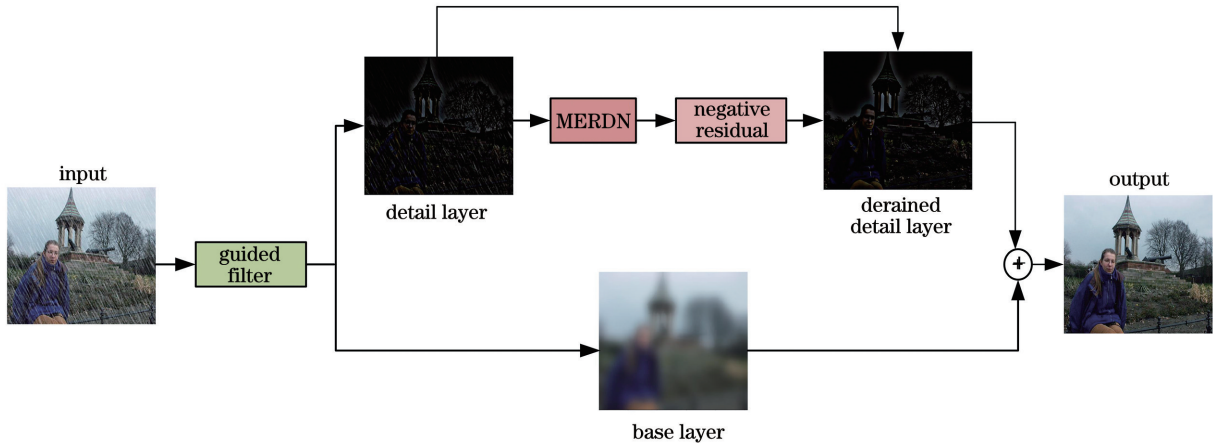 input
guided
filter
detail layer
MERDN
negative
residual
derained
detail layer
base layer
+
output